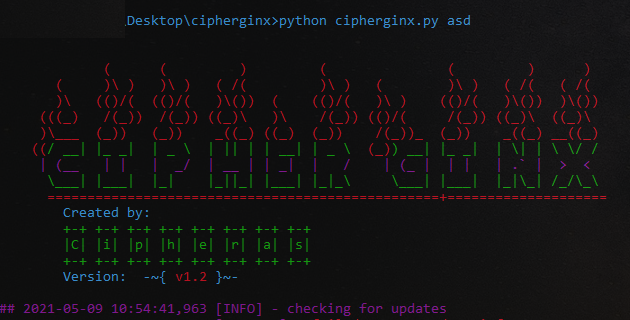 \Desktop\cipherginx>python cipherginx.py asd
CIPHERGINX
Created by:
+-+ +-+ +-+ +-+ +-+ +-+ +-+ +-+
|C| |i| |p| |h| |e| |r| |a| |s|
+-+ +-+ +-+ +-+ +-+ +-+ +-+ +-+
Version:  -~{ v1.2 }~-
## 2021-05-09 10:54:41,963 [INFO] - checking for updates